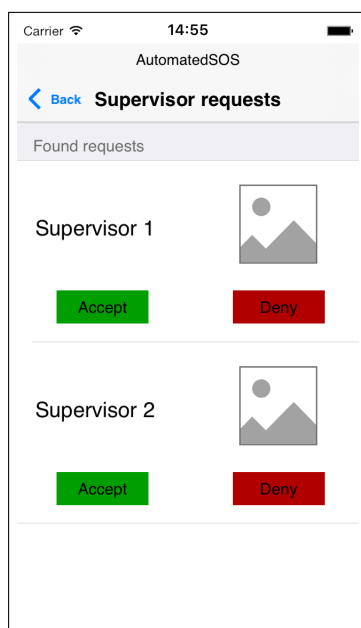 Carrier 14:55
AutomatedSOS
Back Supervisor requests
Found requests
Supervisor 1
Accept Deny
Supervisor 2
Accept Deny